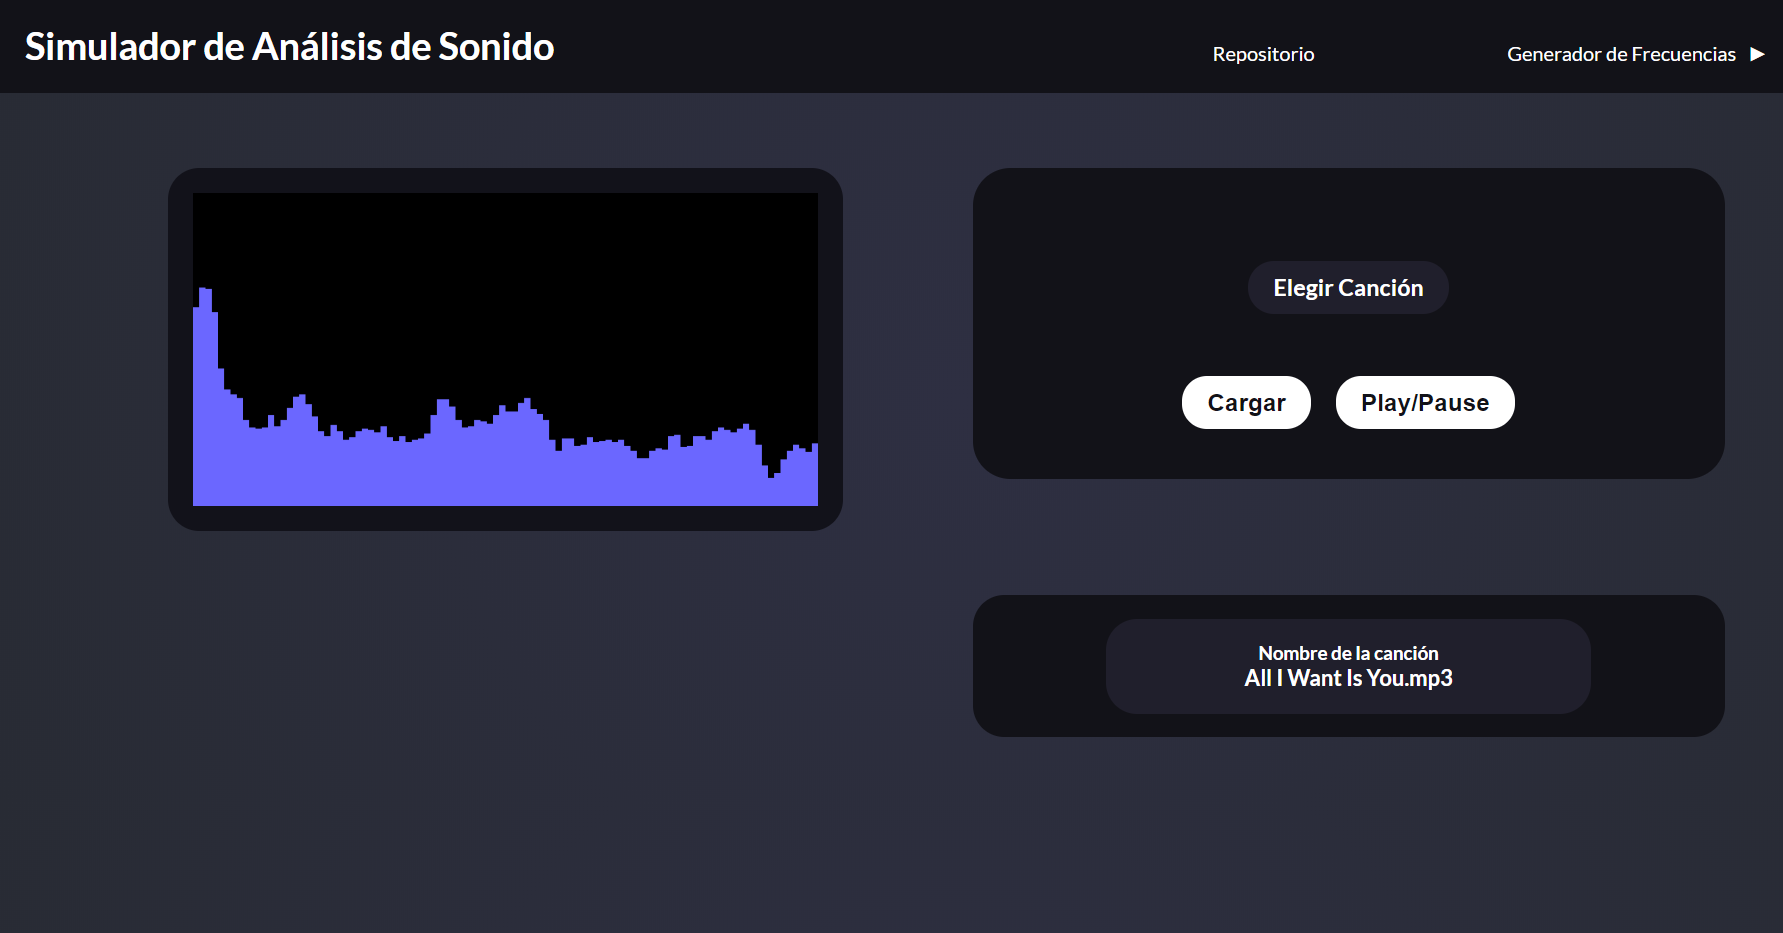 Simulador de Análisis de Sonido
Repositorio
Generador de Frecuencias ►
Elegir Canción
Cargar
Play/Pause
Nombre de la canción
All I Want Is You.mp3